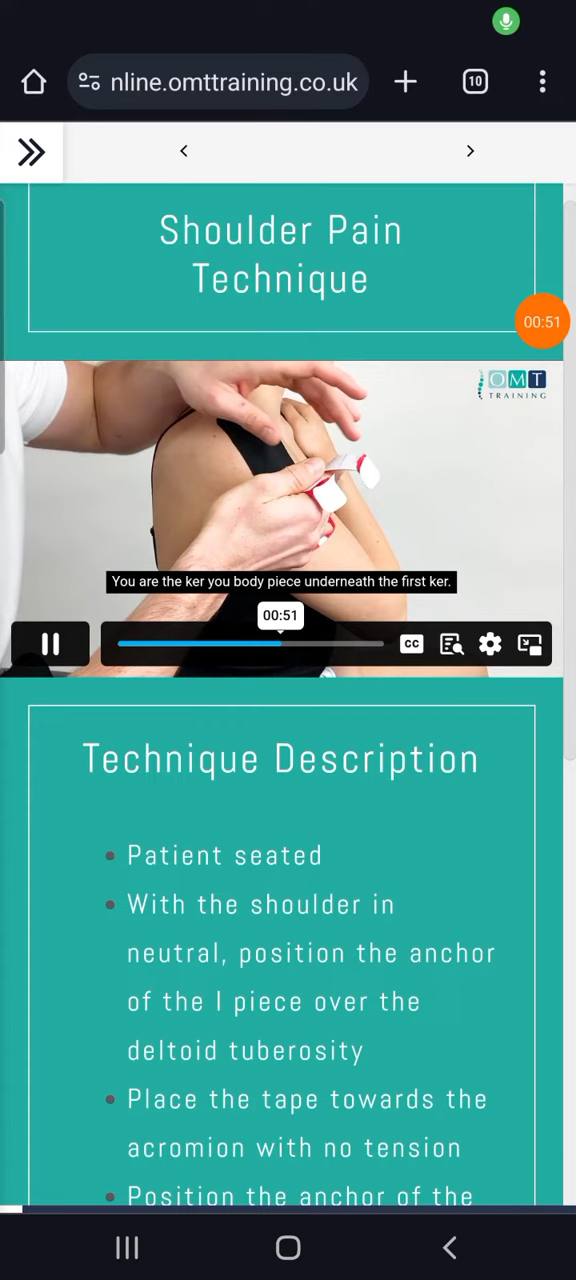 nline.omttraining.co.uk
10
Shoulder Pain
Technique
00:51
OMT
TRAINING
You are the ker you body piece underneath the first ker.
00:51
CC
Technique Description
• Patient seated
• With the shoulder in
neutral, position the anchor
of the I piece over the
deltoid tuberosity
• Place the tape towards the
acromion with no tension
• Position the anchor of the